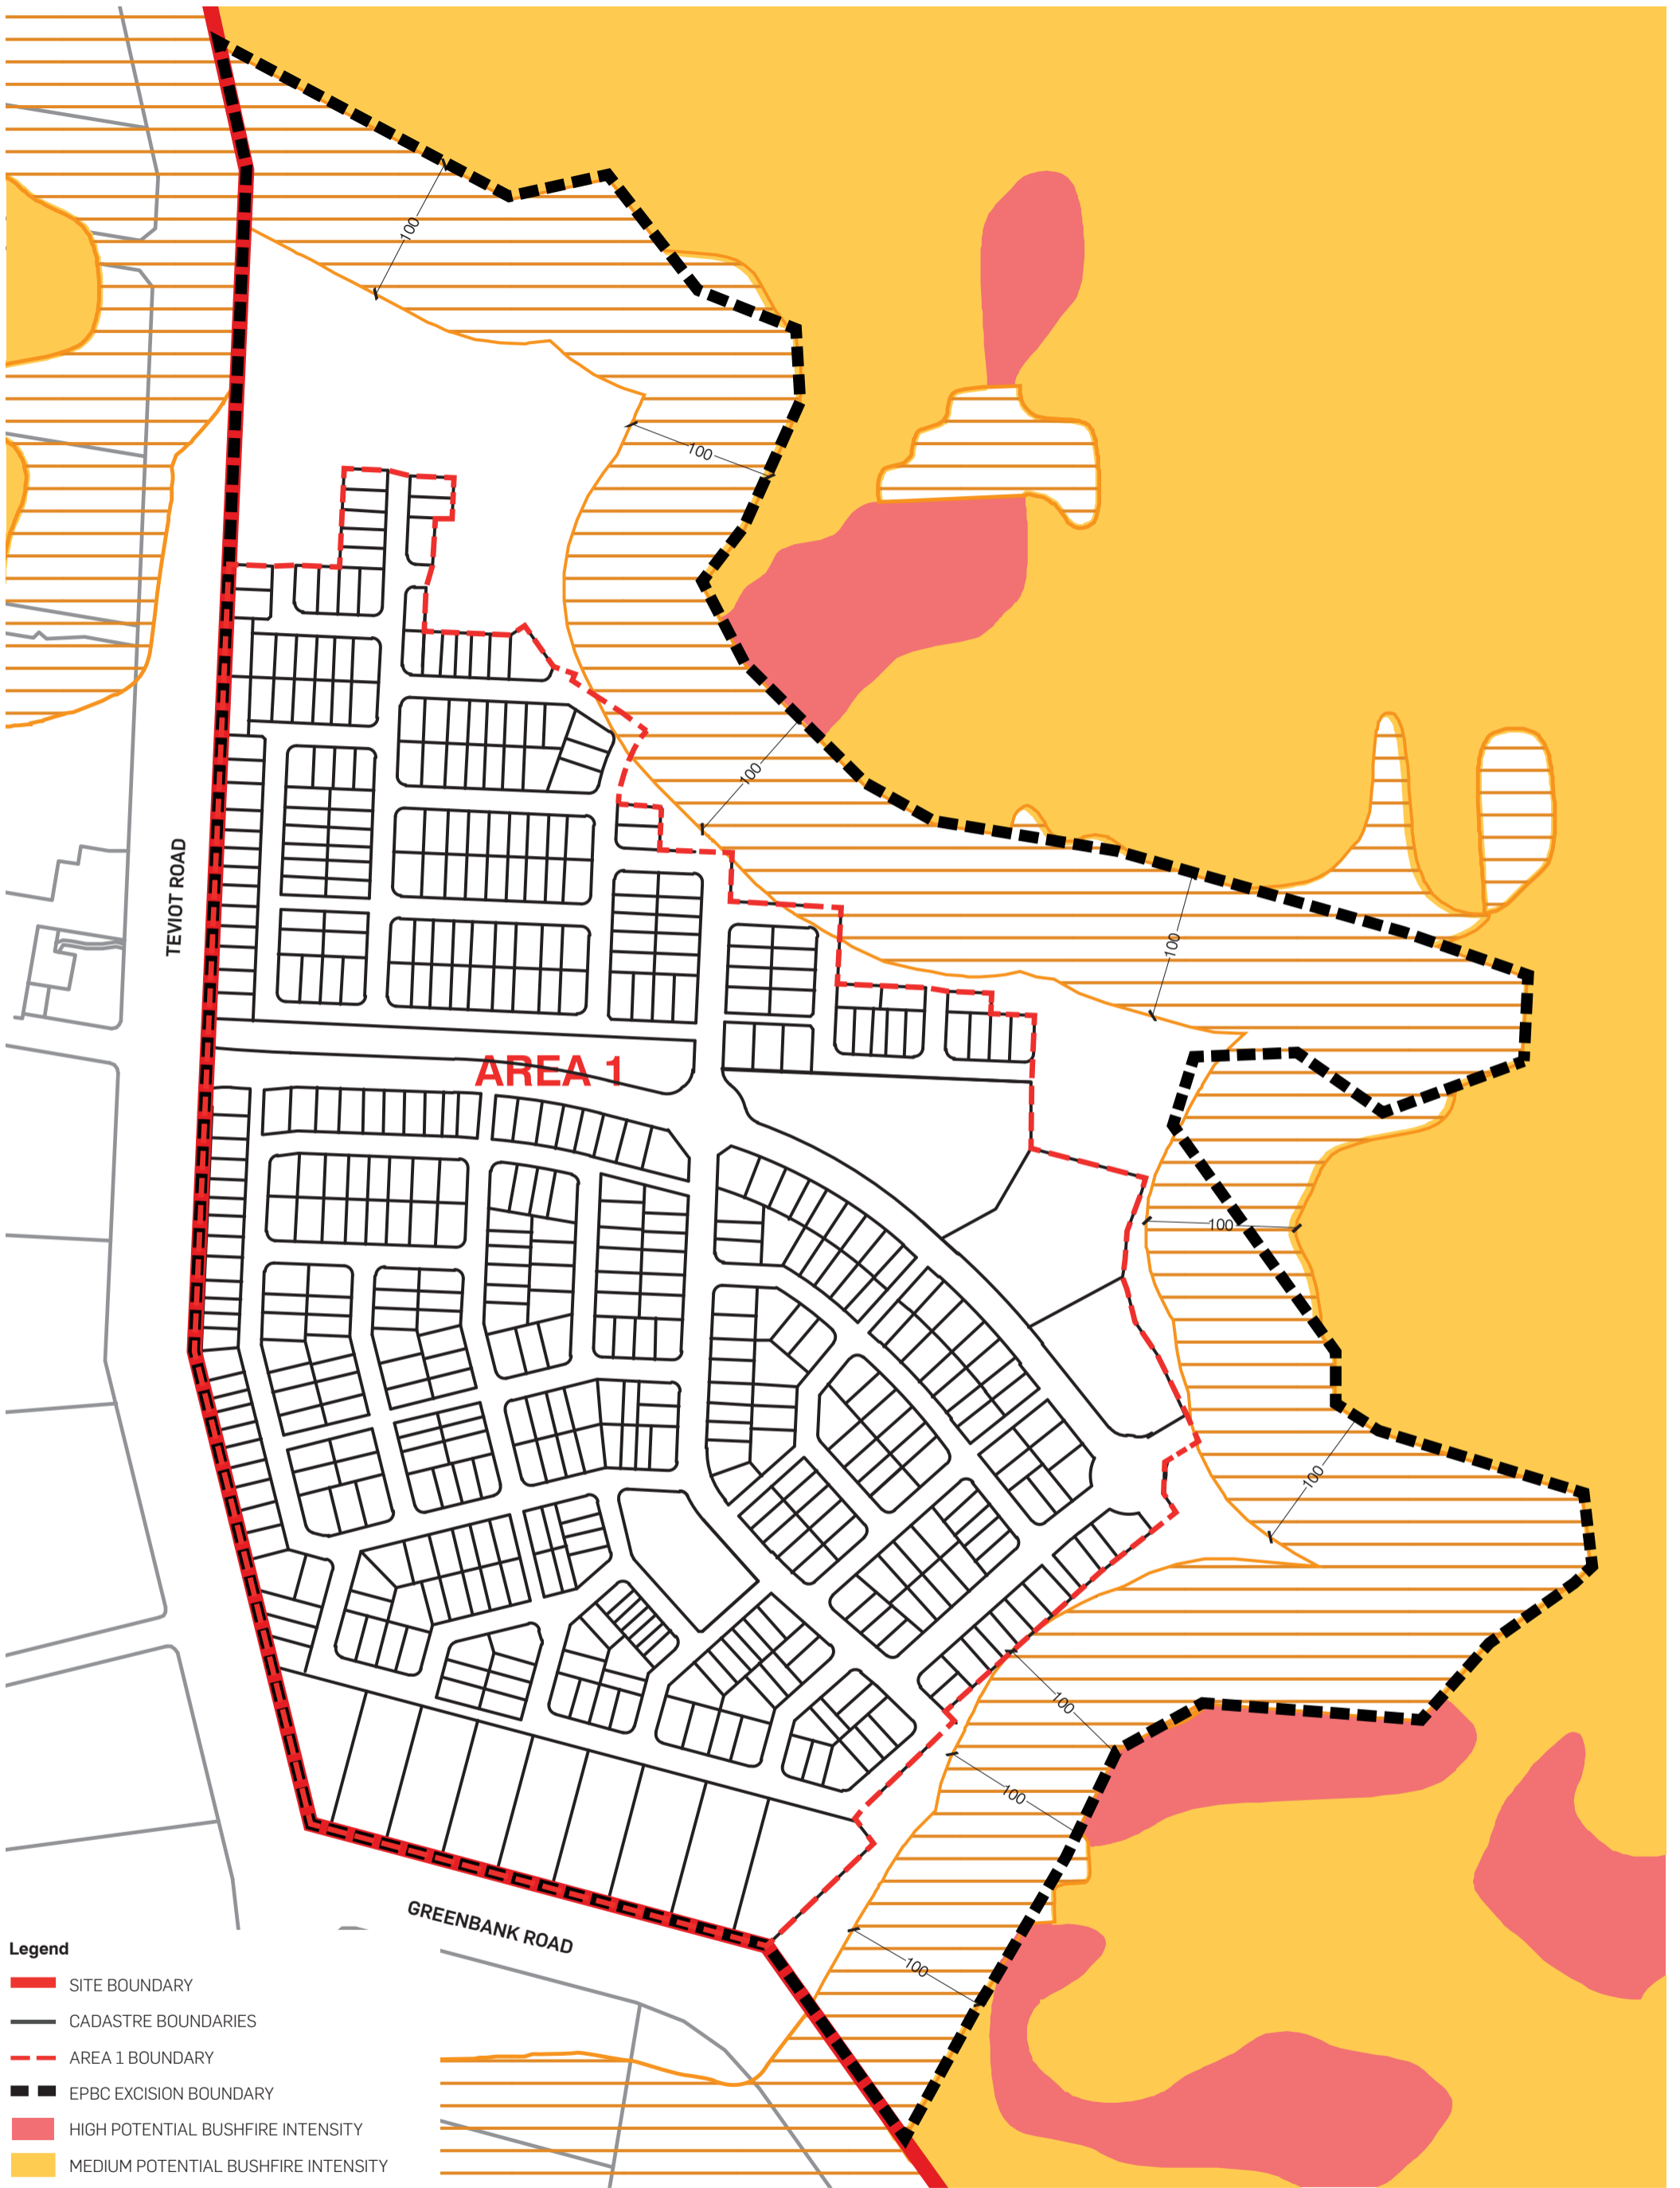 100
100
100
TEVIOT ROAD
100
AREA 1
100
100
100
100
GREENBANK ROAD
100
Legend
SITE BOUNDARY
CADASTRE BOUNDARIES
AREA 1 BOUNDARY
EPBC EXCISION BOUNDARY
HIGH POTENTIAL BUSHFIRE INTENSITY
MEDIUM POTENTIAL BUSHFIRE INTENSITY